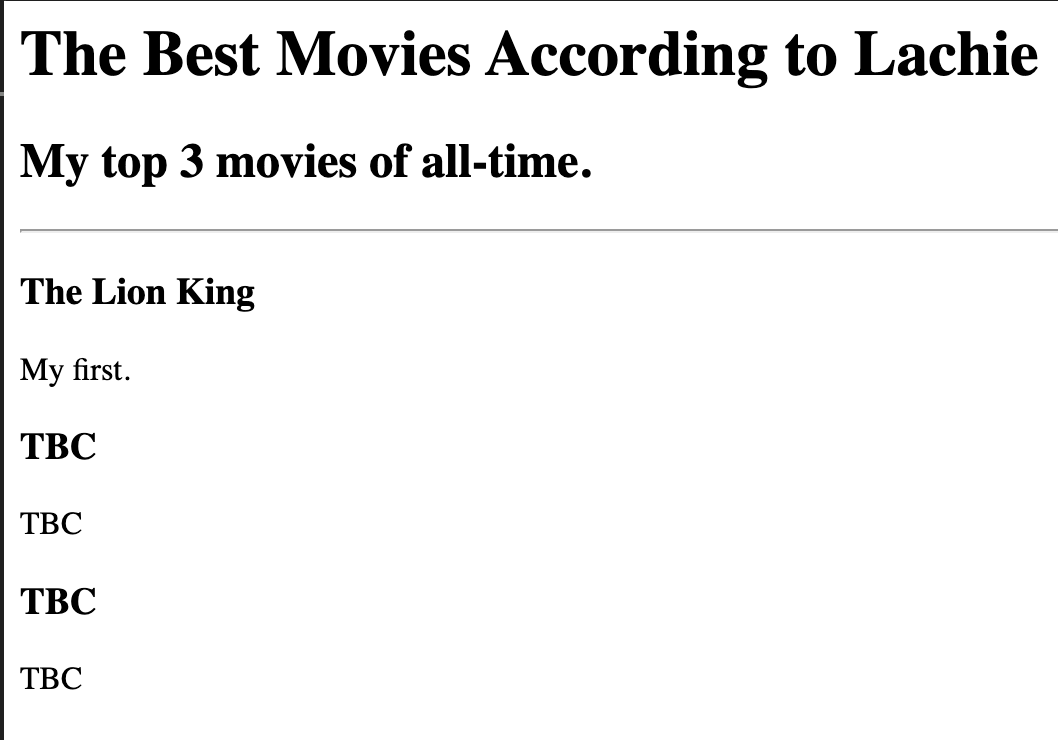 The Best Movies According to Lachie
My top 3 movies of all-time.
The Lion King
My first.
TBC
TBC
TBC
TBC